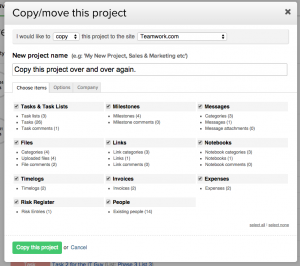 Copy/move this project
I would like to copy this project to the site Teamwork.com
New project name (e.g: 'My New Project, Sales & Marketing etc')
Copy this project over and over again.
Choose items Options Company
Tasks & Task Lists
Task lists (3)
Tasks (36)
Task comments (1)
Milestones
Milestones (4)
Milestone comments (0)
Messages
Categories (3)
Messages (1)
Message attachments (0)
Files
Categories (4)
Uploaded files (4)
File comments (0)
Links
Link categories (3)
Links (1)
Link comments (0)
Notebooks
Notebook categories (3)
Notebooks (1)
Notebook comments (0)
Timelogs
Timelogs (2)
Invoices
Invoices (2)
Expenses
Expenses (2)
Risk Register
Risk Entries (1)
People
Existing people (14)
select all / select none
Copy this project or Cancel